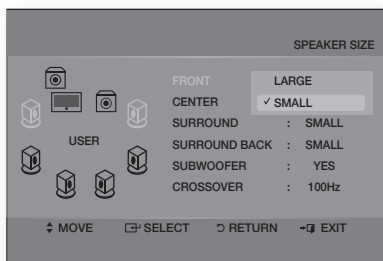 SPEAKER SIZE
FRONT LARGE
CENTER ✓ SMALL
SURROUND : SMALL
USER
SURROUND BACK : SMALL
SUBWOOFER : YES
CROSSOVER : 100Hz
MOVE SELECT RETURN EXIT